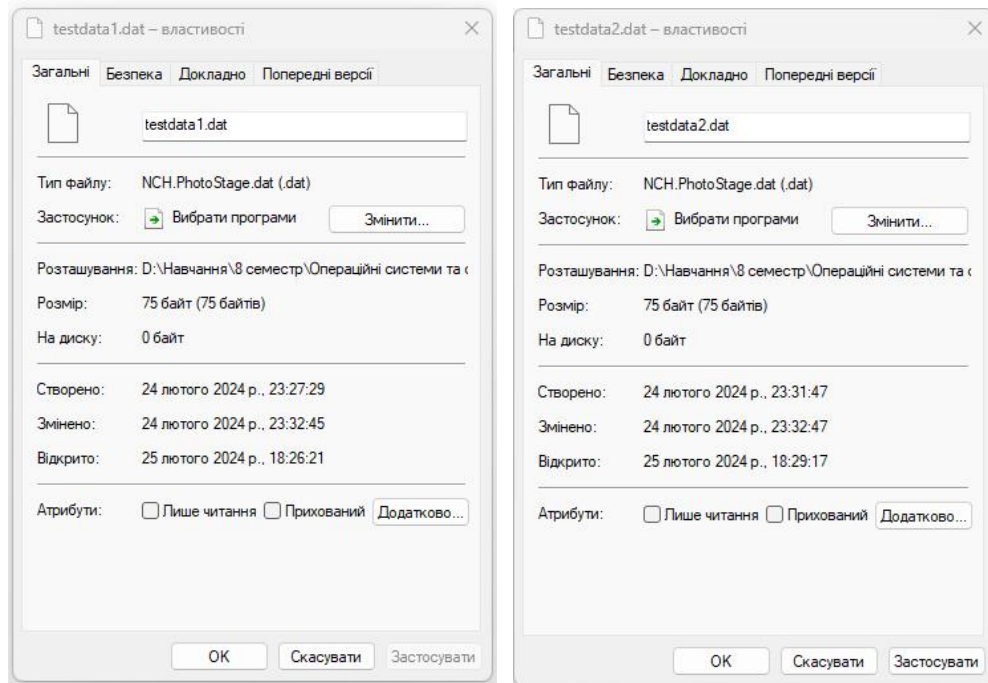 testdata1.dat – властивості
Загальні Безпека Докладно Попередні версії
testdata1.dat
Тип файлу: NCH.PhotoStage.dat (.dat)
Застосунок: Вибрати програми Змінити...
Розташування: D:\Навчання\8 семестр\Операційні системи та с
Розмір: 75 байт (75 байтів)
На диску: 0 байт
Створено: 24 лютого 2024 р., 23:27:29
Змінено: 24 лютого 2024 р., 23:32:45
Відкрито: 25 лютого 2024 р., 18:26:21
Атрибути: Лише читання Прихований Додатково...
OK Скасувати Застосувати
testdata2.dat – властивості
Загальні Безпека Докладно Попередні версії
testdata2.dat
Тип файлу: NCH.PhotoStage.dat (.dat)
Застосунок: Вибрати програми Змінити...
Розташування: D:\Навчання\8 семестр\Операційні системи та с
Розмір: 75 байт (75 байтів)
На диску: 0 байт
Створено: 24 лютого 2024 р., 23:31:47
Змінено: 24 лютого 2024 р., 23:32:47
Відкрито: 25 лютого 2024 р., 18:29:17
Атрибути: Лише читання Прихований Додатково...
OK Скасувати Застосувати